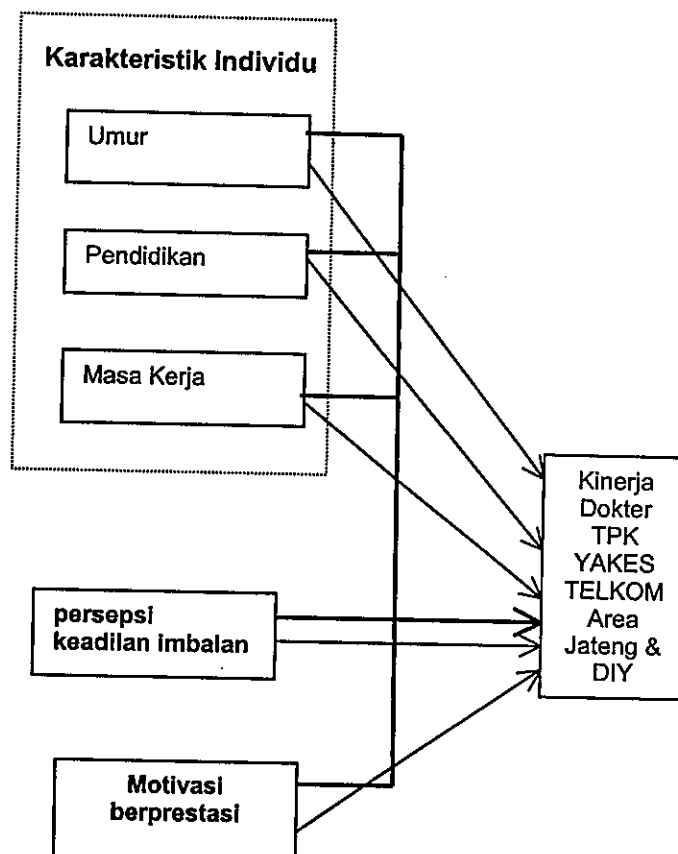 Karakteristik Individu
Umur
Pendidikan
Masa Kerja
persepsi
keadilan imbalan
Motivasi
berprestasi
Kinerja
Dokter
TPK
YAKES
TELKOM
Area
Jateng &
DIY